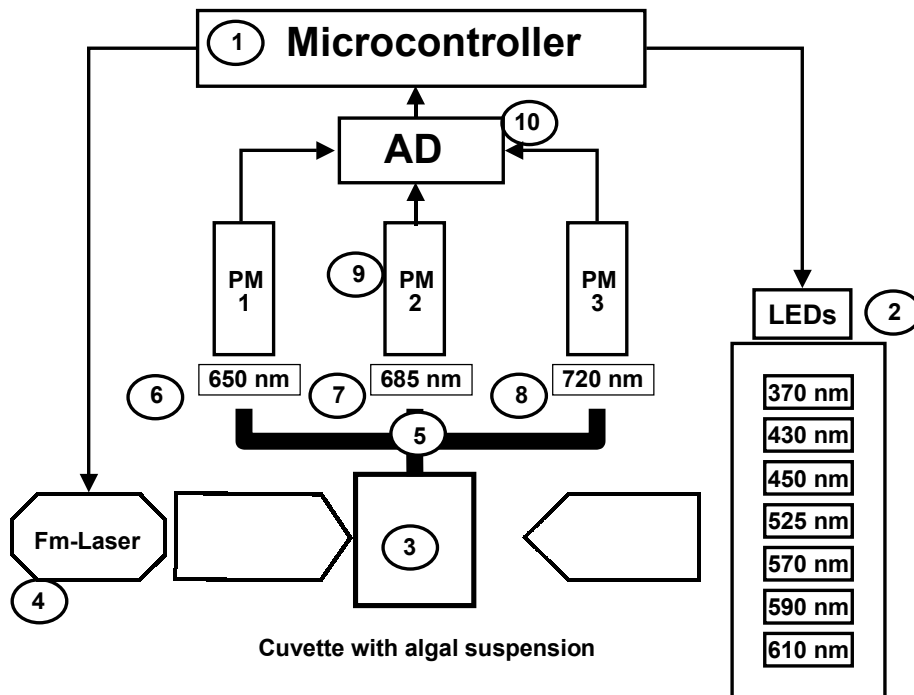 1 Microcontroller
10
AD
PM
1
9
PM
2
PM
3
LEDs
2
6
650 nm
7
685 nm
8
720 nm
5
370 nm
430 nm
450 nm
525 nm
570 nm
590 nm
610 nm
Fm-Laser
3
4
Cuvette with algal suspension